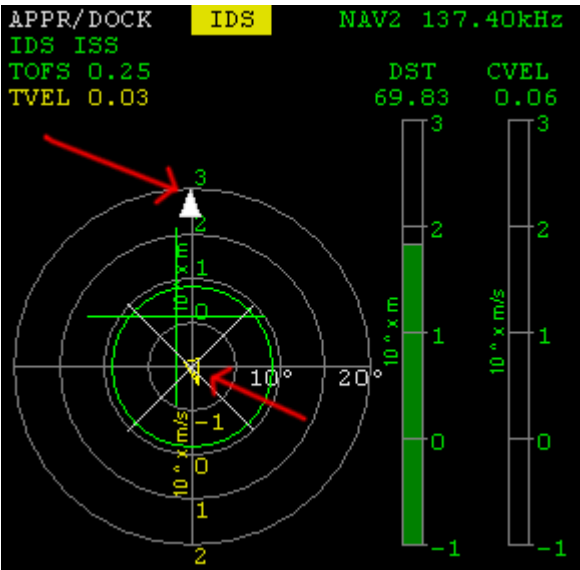 APPR/DOCK IDS NAV2 137.40kHz
IDS ISS
TOFS 0.25 DST CVEL
TVEL 0.03 69.83 0.06
3
2
1
0
10^ x m
10° 20°
-1
0
1
2
10^ x m/s
3
2
1
0
-1
10^ x m
3
2
1
0
-1
10^ x m/s